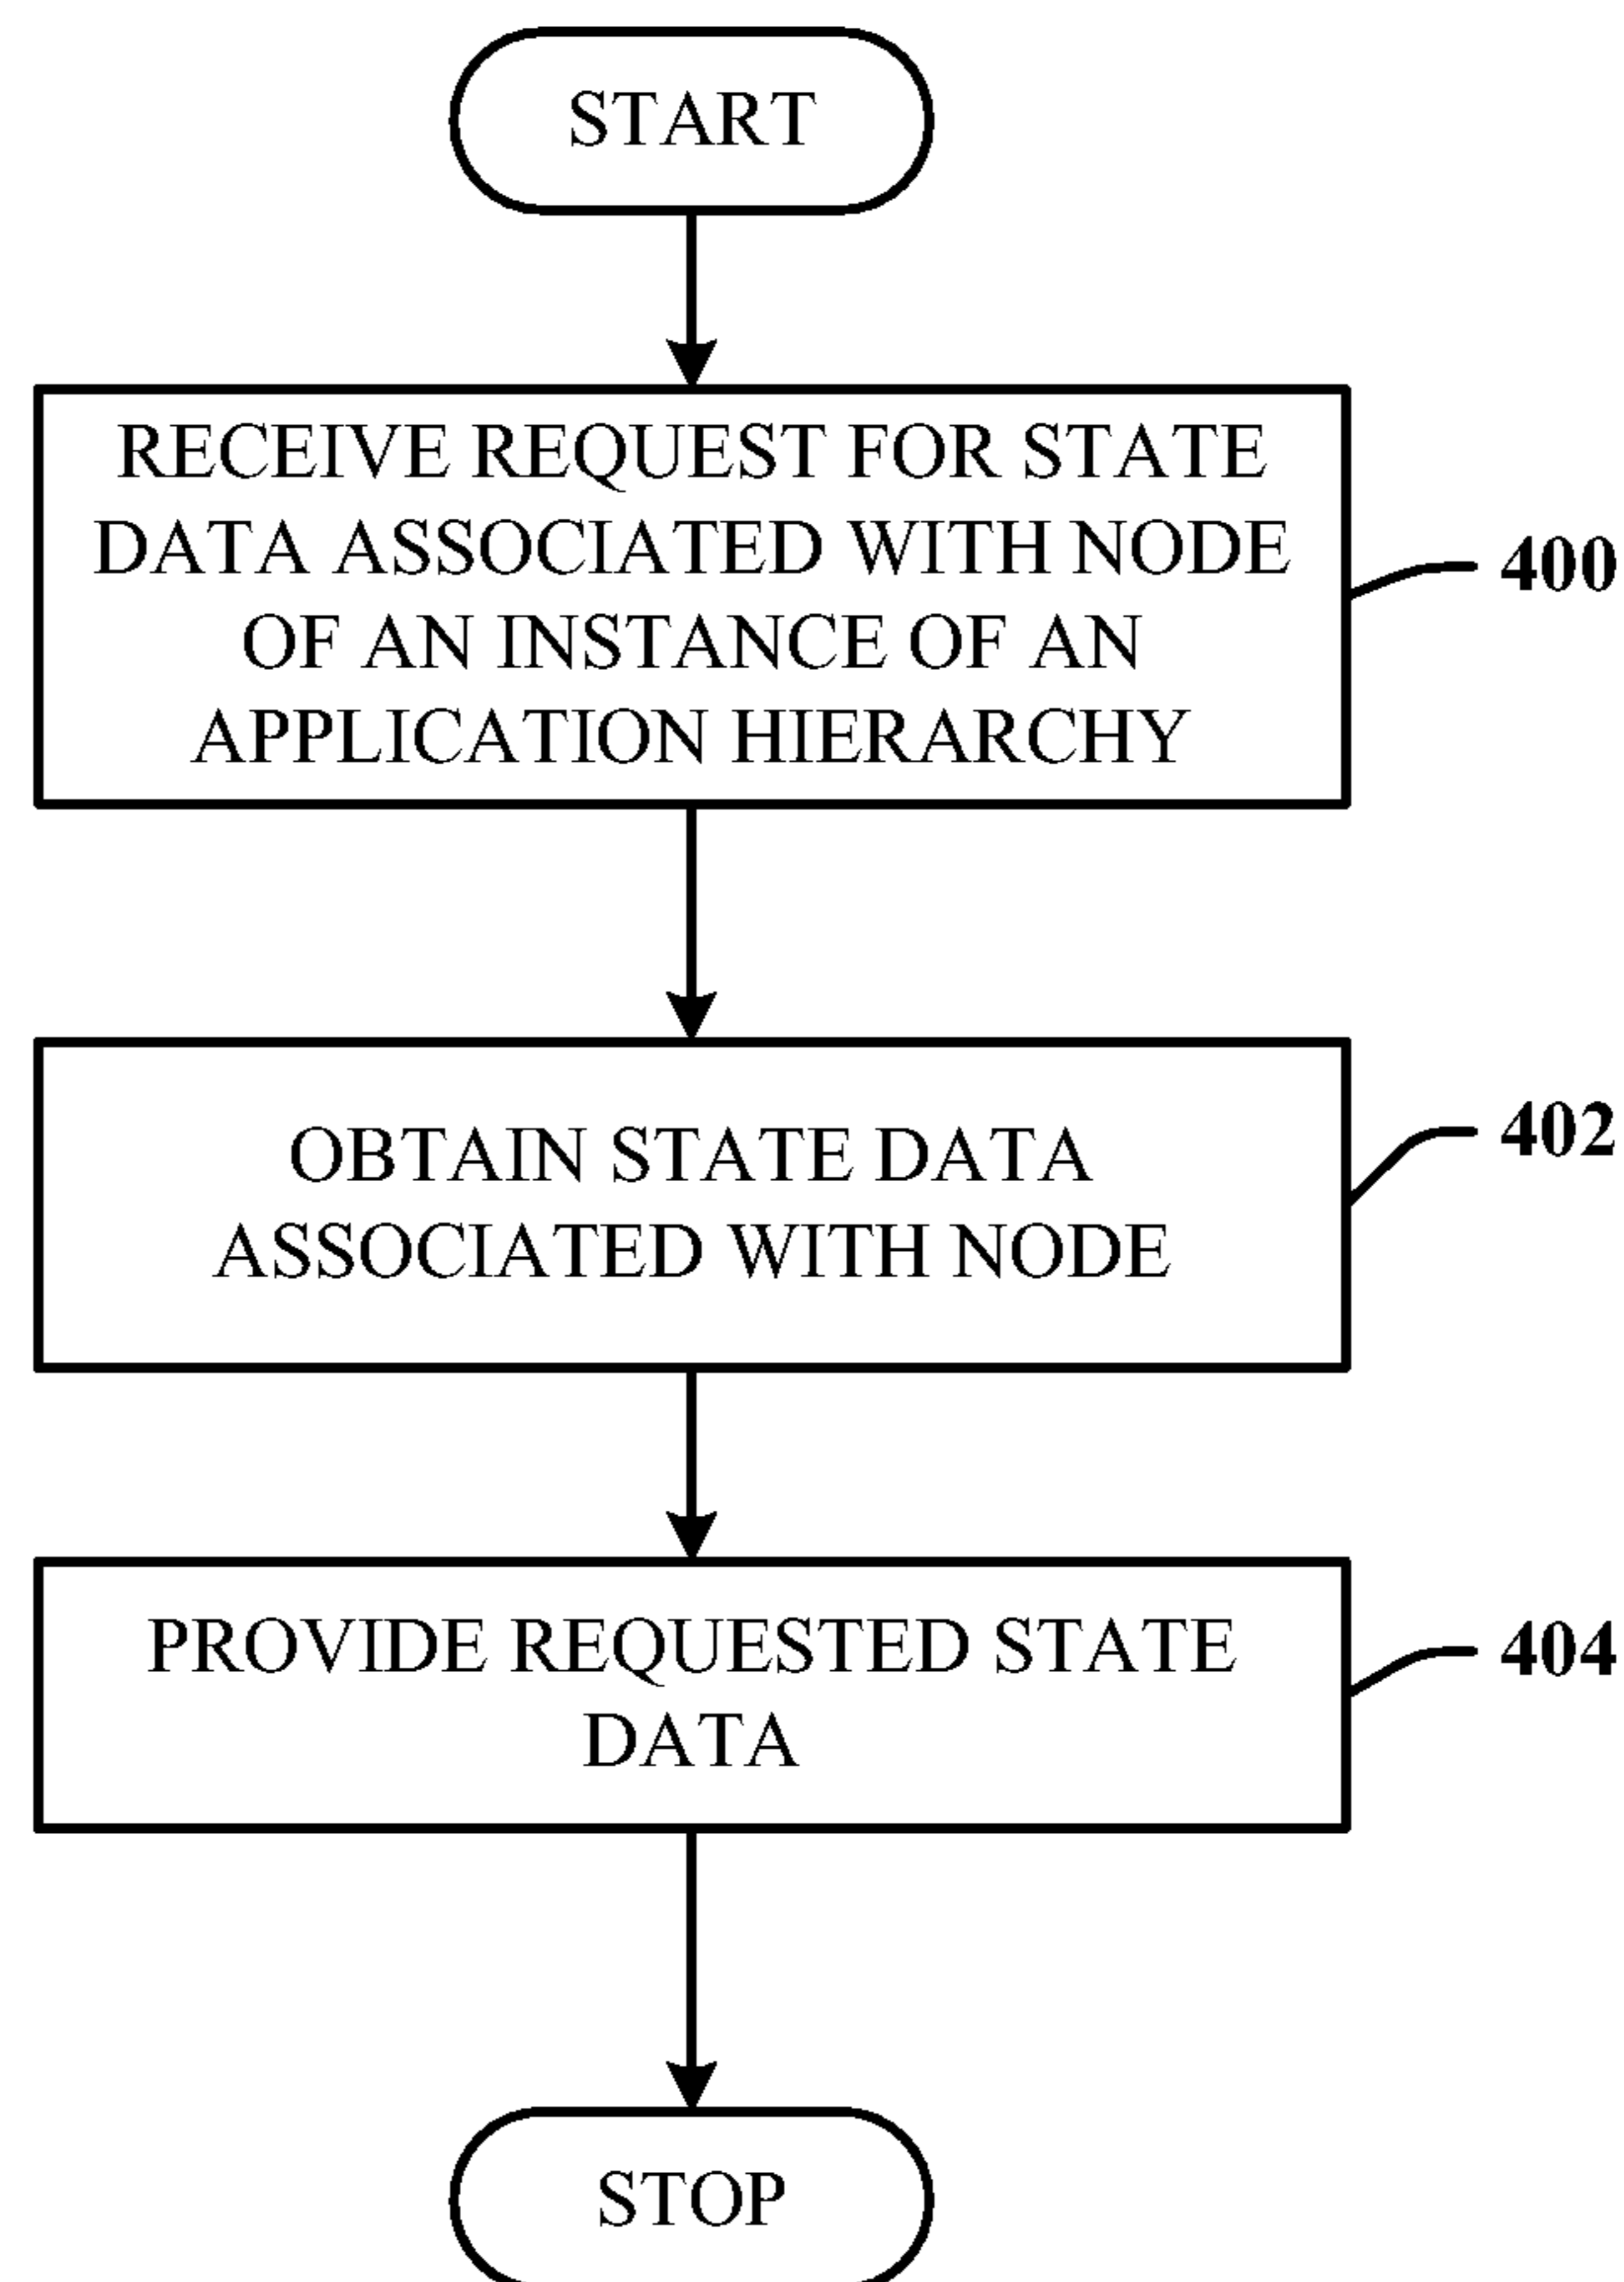 START
RECEIVE REQUEST FOR STATE
DATA ASSOCIATED WITH NODE
OF AN INSTANCE OF AN
APPLICATION HIERARCHY
400
OBTAIN STATE DATA
ASSOCIATED WITH NODE
402
PROVIDE REQUESTED STATE
DATA
404
STOP